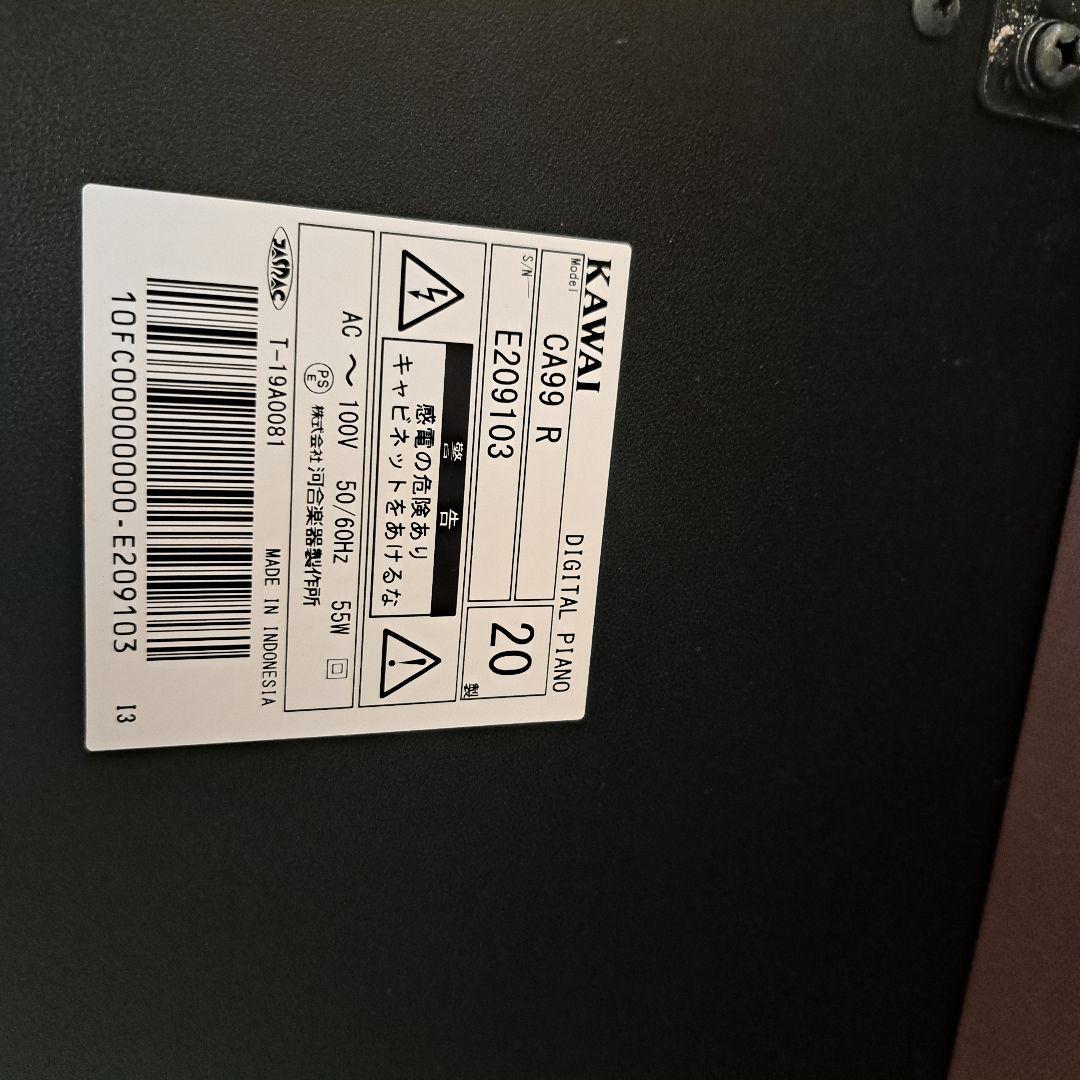 KAWAI
DIGITAL PIANO
Model
CA99 R
S/N
E209103
20
製
警告
感電の危険あり
キャビネットをあけるな
AC ～ 100V 50/60Hz 55W
PS
E
株式会社 河合楽器製作所
JASRAC T-19A0081 MADE IN INDONESIA
10FC00000000-E209103 I3